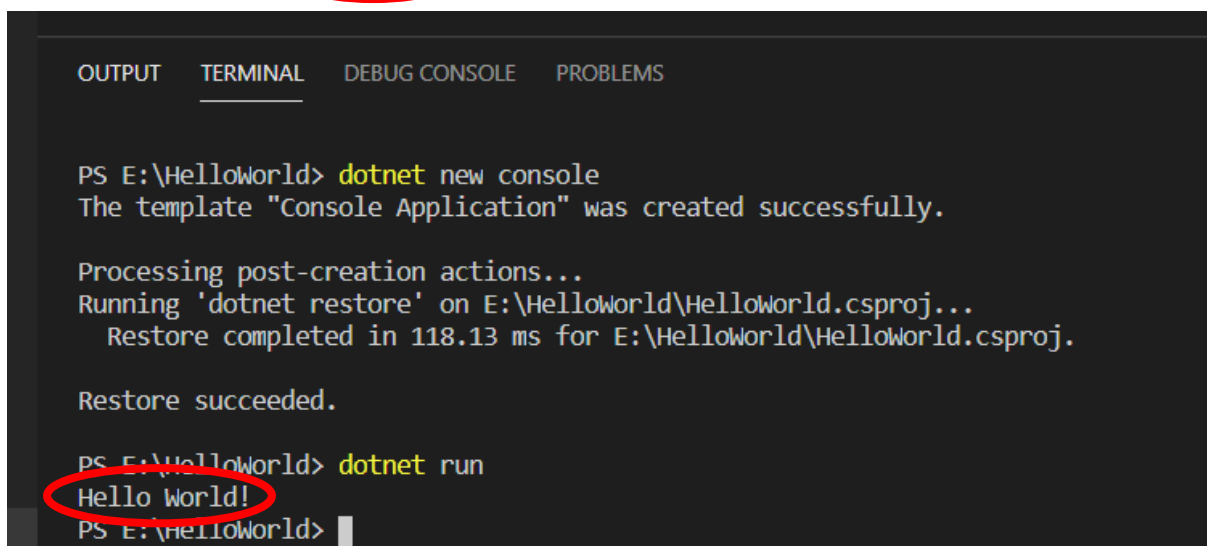 OUTPUT TERMINAL DEBUG CONSOLE PROBLEMS
PS E:\HelloWorld> dotnet new console
The template "Console Application" was created successfully.
Processing post-creation actions...
Running 'dotnet restore' on E:\HelloWorld\HelloWorld.csproj...
Restore completed in 118.13 ms for E:\HelloWorld\HelloWorld.csproj.
Restore succeeded.
PS E:\HelloWorld> dotnet run
Hello World!
PS E:\HelloWorld>